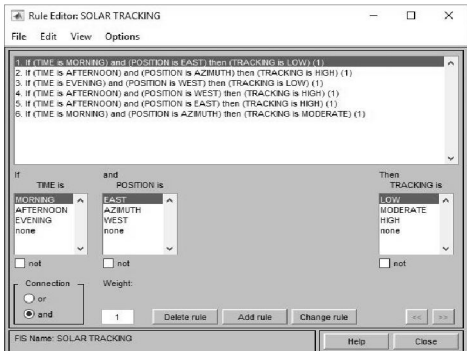 Rule Editor: SOLAR TRACKING
File Edit View Options
1. If (TIME is MORNING) and (POSITION is EAST) then (TRACKING is LOW) (1)
2. If (TIME is AFTERNOON) and (POSITION is AZIMUTH) then (TRACKING is HIGH) (1)
3. If (TIME is EVENING) and (POSITION is WEST) then (TRACKING is LOW) (1)
4. If (TIME is AFTERNOON) and (POSITION is WEST) then (TRACKING is HIGH) (1)
5. If (TIME is AFTERNOON) and (POSITION is EAST) then (TRACKING is HIGH) (1)
6. If (TIME is MORNING) and (POSITION is AZIMUTH) then (TRACKING is MODERATE) (1)
If and Then
TIME is POSITION is TRACKING is
MORNING EAST LOW
AFTERNOON AZIMUTH MODERATE
EVENING WEST HIGH
none none none
not not not
Connection Weight:
or
and 1 Delete rule Add rule Change rule << >>
FIS Name: SOLAR TRACKING Help Close